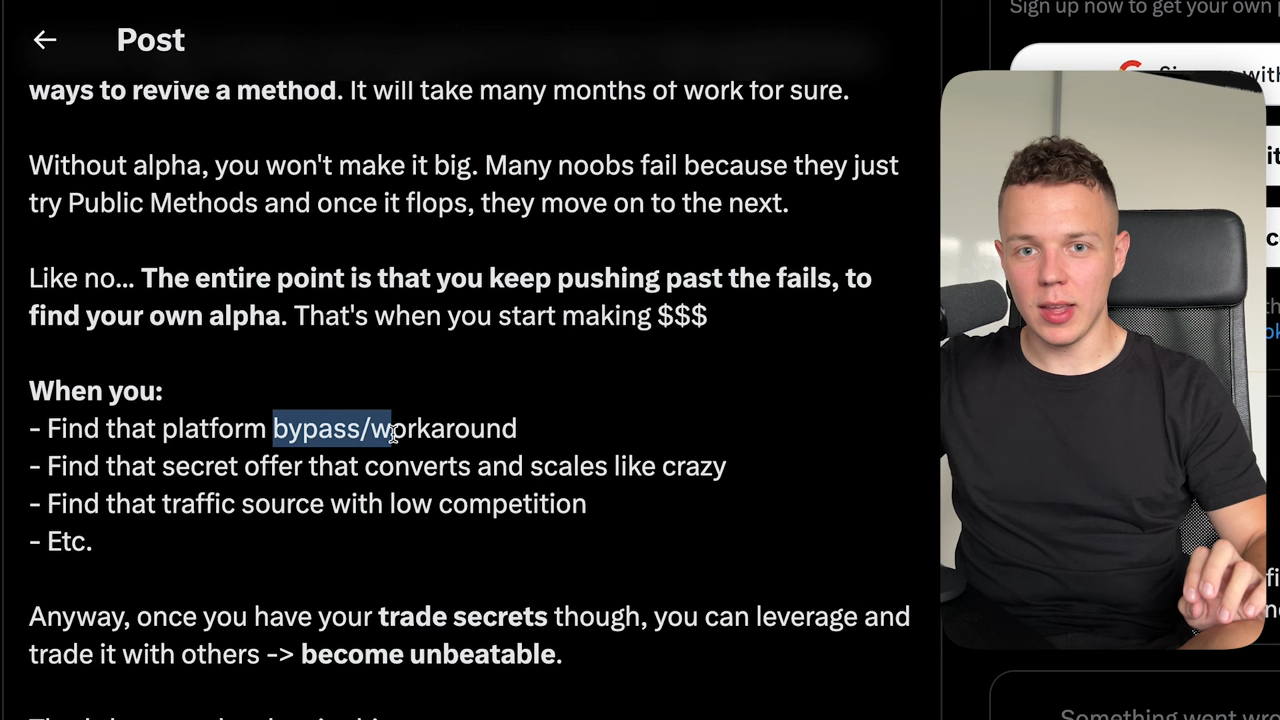 Sign up now to get your own
Post
ways to revive a method. It will take many months of work for sure.
Without alpha, you won't make it big. Many noobs fail because they just
try Public Methods and once it flops, they move on to the next.
Like no... The entire point is that you keep pushing past the fails, to
find your own alpha. That's when you start making $$$
When you:
- Find that platform bypass/workaround
- Find that secret offer that converts and scales like crazy
- Find that traffic source with low competition
- Etc.
Anyway, once you have your trade secrets though, you can leverage and
trade it with others -> become unbeatable.
Something went